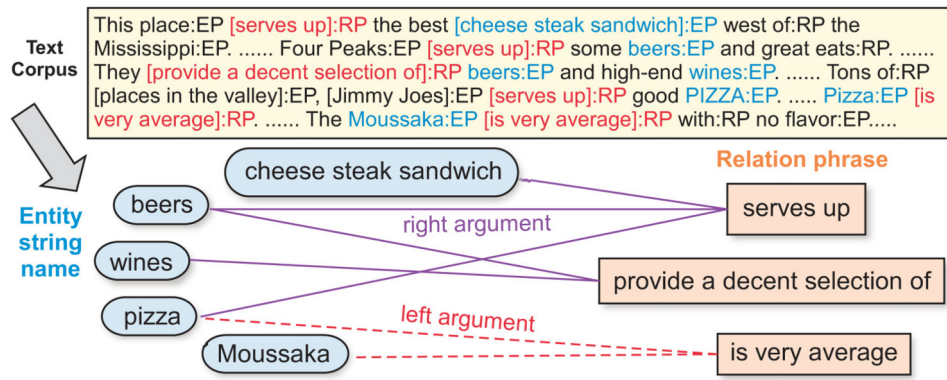 Text
Corpus
This place:EP [serves up]:RP the best [cheese steak sandwich]:EP west of:RP the
Mississippi:EP. ...... Four Peaks:EP [serves up]:RP some beers:EP and great eats:RP. ......
They [provide a decent selection of]:RP beers:EP and high-end wines:EP. ...... Tons of:RP
[places in the valley]:EP, [Jimmy Joes]:EP [serves up]:RP good PIZZA:EP. ..... Pizza:EP [is
very average]:RP. ...... The Moussaka:EP [is very average]:RP with:RP no flavor:EP.....
Relation phrase
cheese steak sandwich
beers
serves up
right argument
Entity
string
name
wines
provide a decent selection of
pizza
left argument
Moussaka
is very average